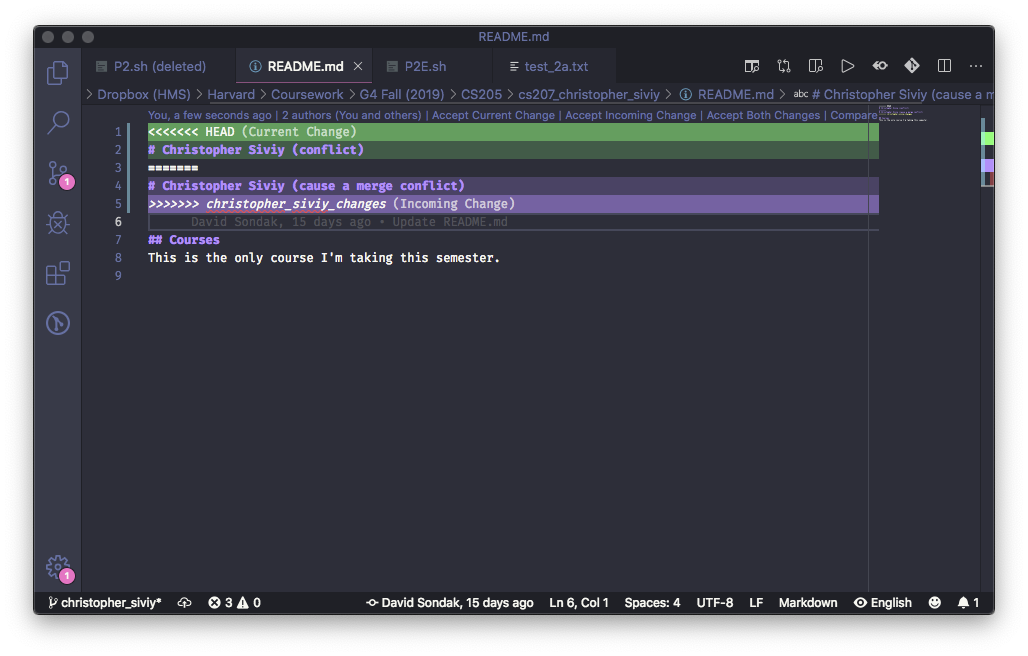 README.md
P2.sh (deleted)
README.md
P2E.sh
test_2a.txt
Dropbox (HMS) > Harvard > Coursework > G4 Fall (2019) > CS205 > cs207_christopher_siviy > README.md > abc # Christopher Siviy (cause a m
You, a few seconds ago | 2 authors (You and others) | Accept Current Change | Accept Incoming Change | Accept Both Changes | Compare
1 <<<<<<< HEAD (Current Change)
2 # Christopher Siviy (conflict)
3 =======
4 # Christopher Siviy (cause a merge conflict)
5 >>>>>>> christopher_siviy_changes (Incoming Change)
6 David Sondak, 15 days ago • Update README.md
7 ## Courses
8 This is the only course I'm taking this semester.
9
1
1
christopher_siviy* 3 0 David Sondak, 15 days ago Ln 6, Col 1 Spaces: 4 UTF-8 LF Markdown English 1